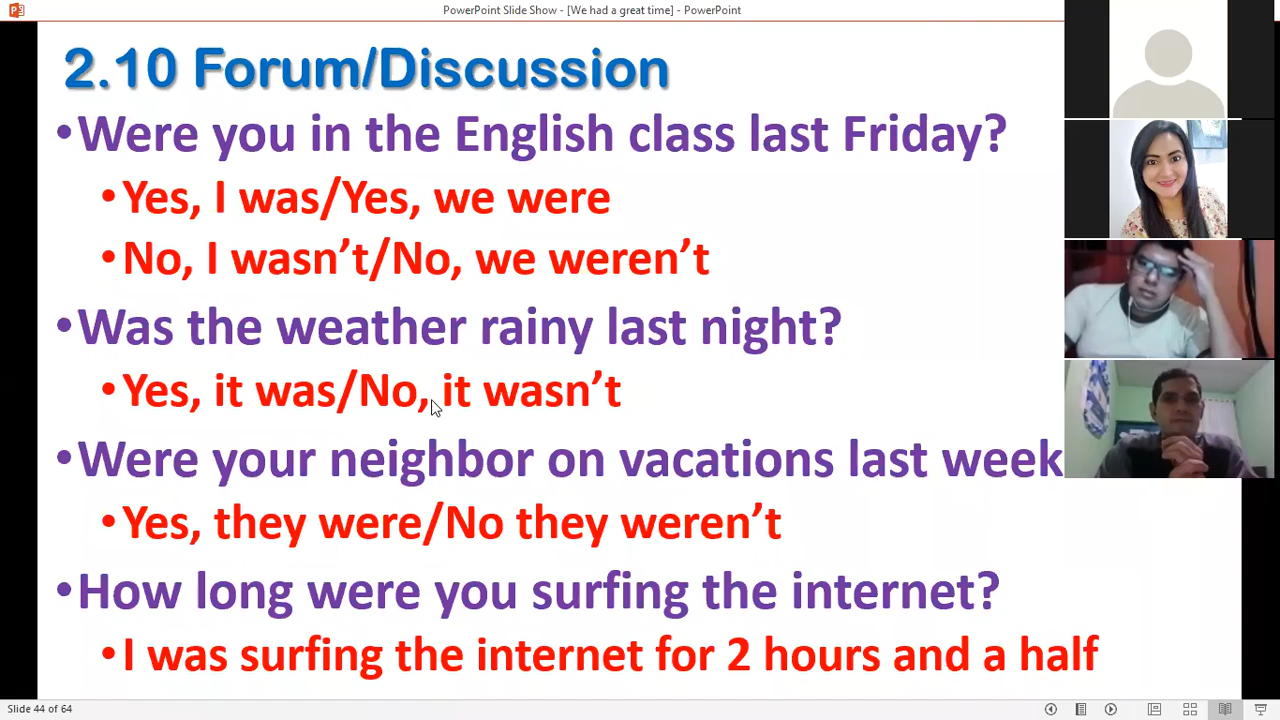 PowerPoint Slide Show - [We had a great time] - PowerPoint
2.10 Forum/Discussion
•Were you in the English class last Friday?
•Yes, I was/Yes, we were
•No, I wasn’t/No, we weren’t
•Was the weather rainy last night?
•Yes, it was/No, it wasn’t
•Were your neighbor on vacations last week
•Yes, they were/No they weren’t
•How long were you surfing the internet?
•I was surfing the internet for 2 hours and a half
Slide 44 of 64